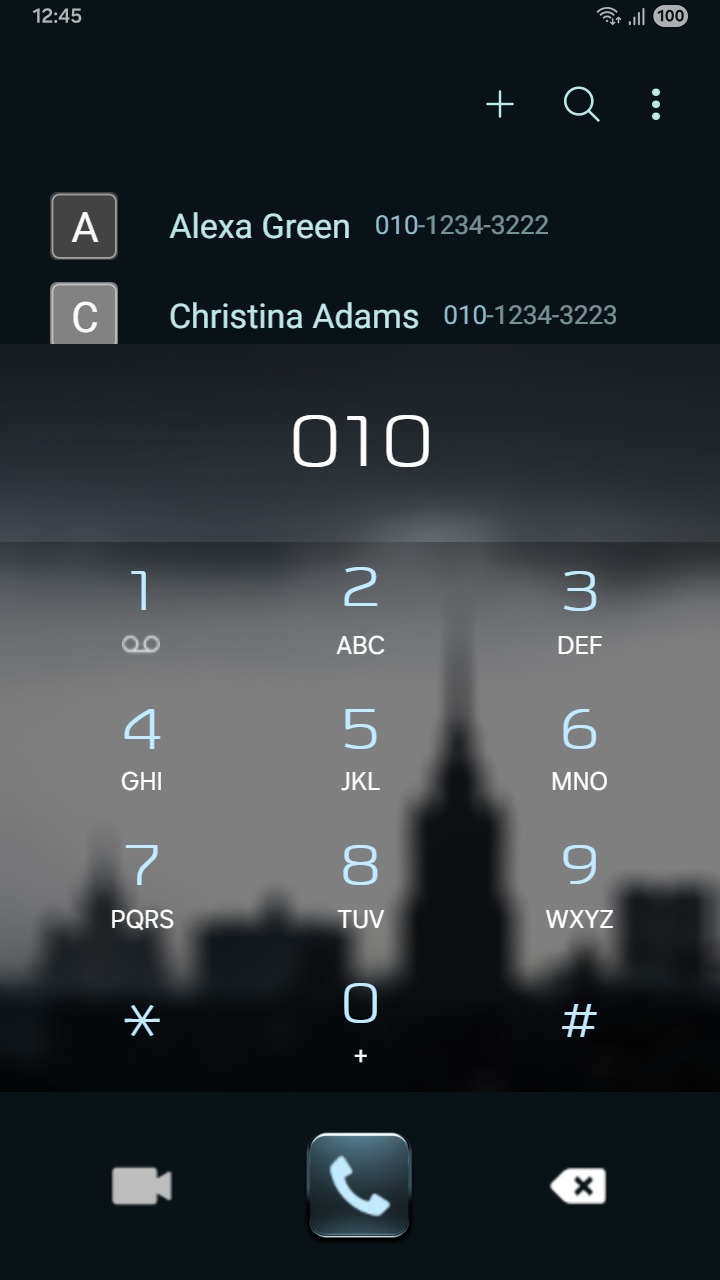 12:45 100
A Alexa Green 010-1234-3222
C Christina Adams 010-1234-3223
010
1 2 3
ABC DEF
4 5 6
GHI JKL MNO
7 8 9
PQRS TUV WXYZ
* 0 #
+